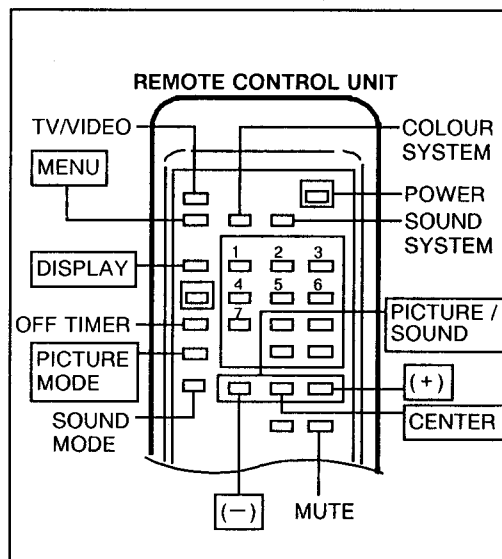 REMOTE CONTROL UNIT
TV/VIDEO
COLOUR
SYSTEM
MENU
POWER
SOUND
SYSTEM
1 2 3
DISPLAY
4 5 6
7
OFF TIMER
PICTURE /
SOUND
PICTURE
MODE
(+)
SOUND
MODE
CENTER
(−)
MUTE